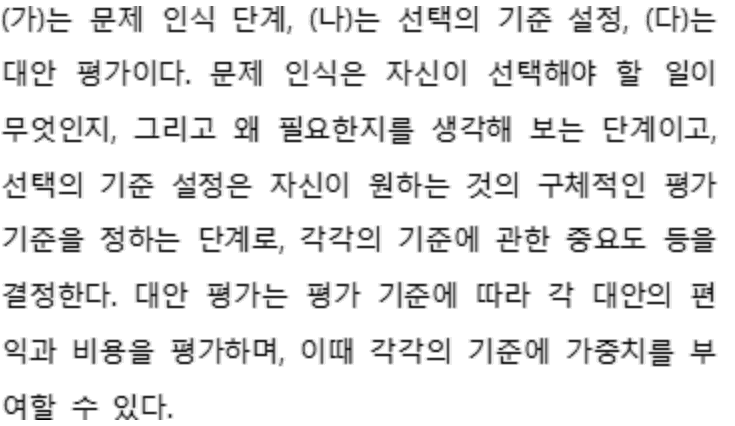 (가)는 문제 인식 단계, (나)는 선택의 기준 설정, (다)는
대안 평가이다. 문제 인식은 자신이 선택해야 할 일이
무엇인지, 그리고 왜 필요한지를 생각해 보는 단계이고,
선택의 기준 설정은 자신이 원하는 것의 구체적인 평가
기준을 정하는 단계로, 각각의 기준에 관한 중요도 등을
결정한다. 대안 평가는 평가 기준에 따라 각 대안의 편
익과 비용을 평가하며, 이때 각각의 기준에 가중치를 부
여할 수 있다.